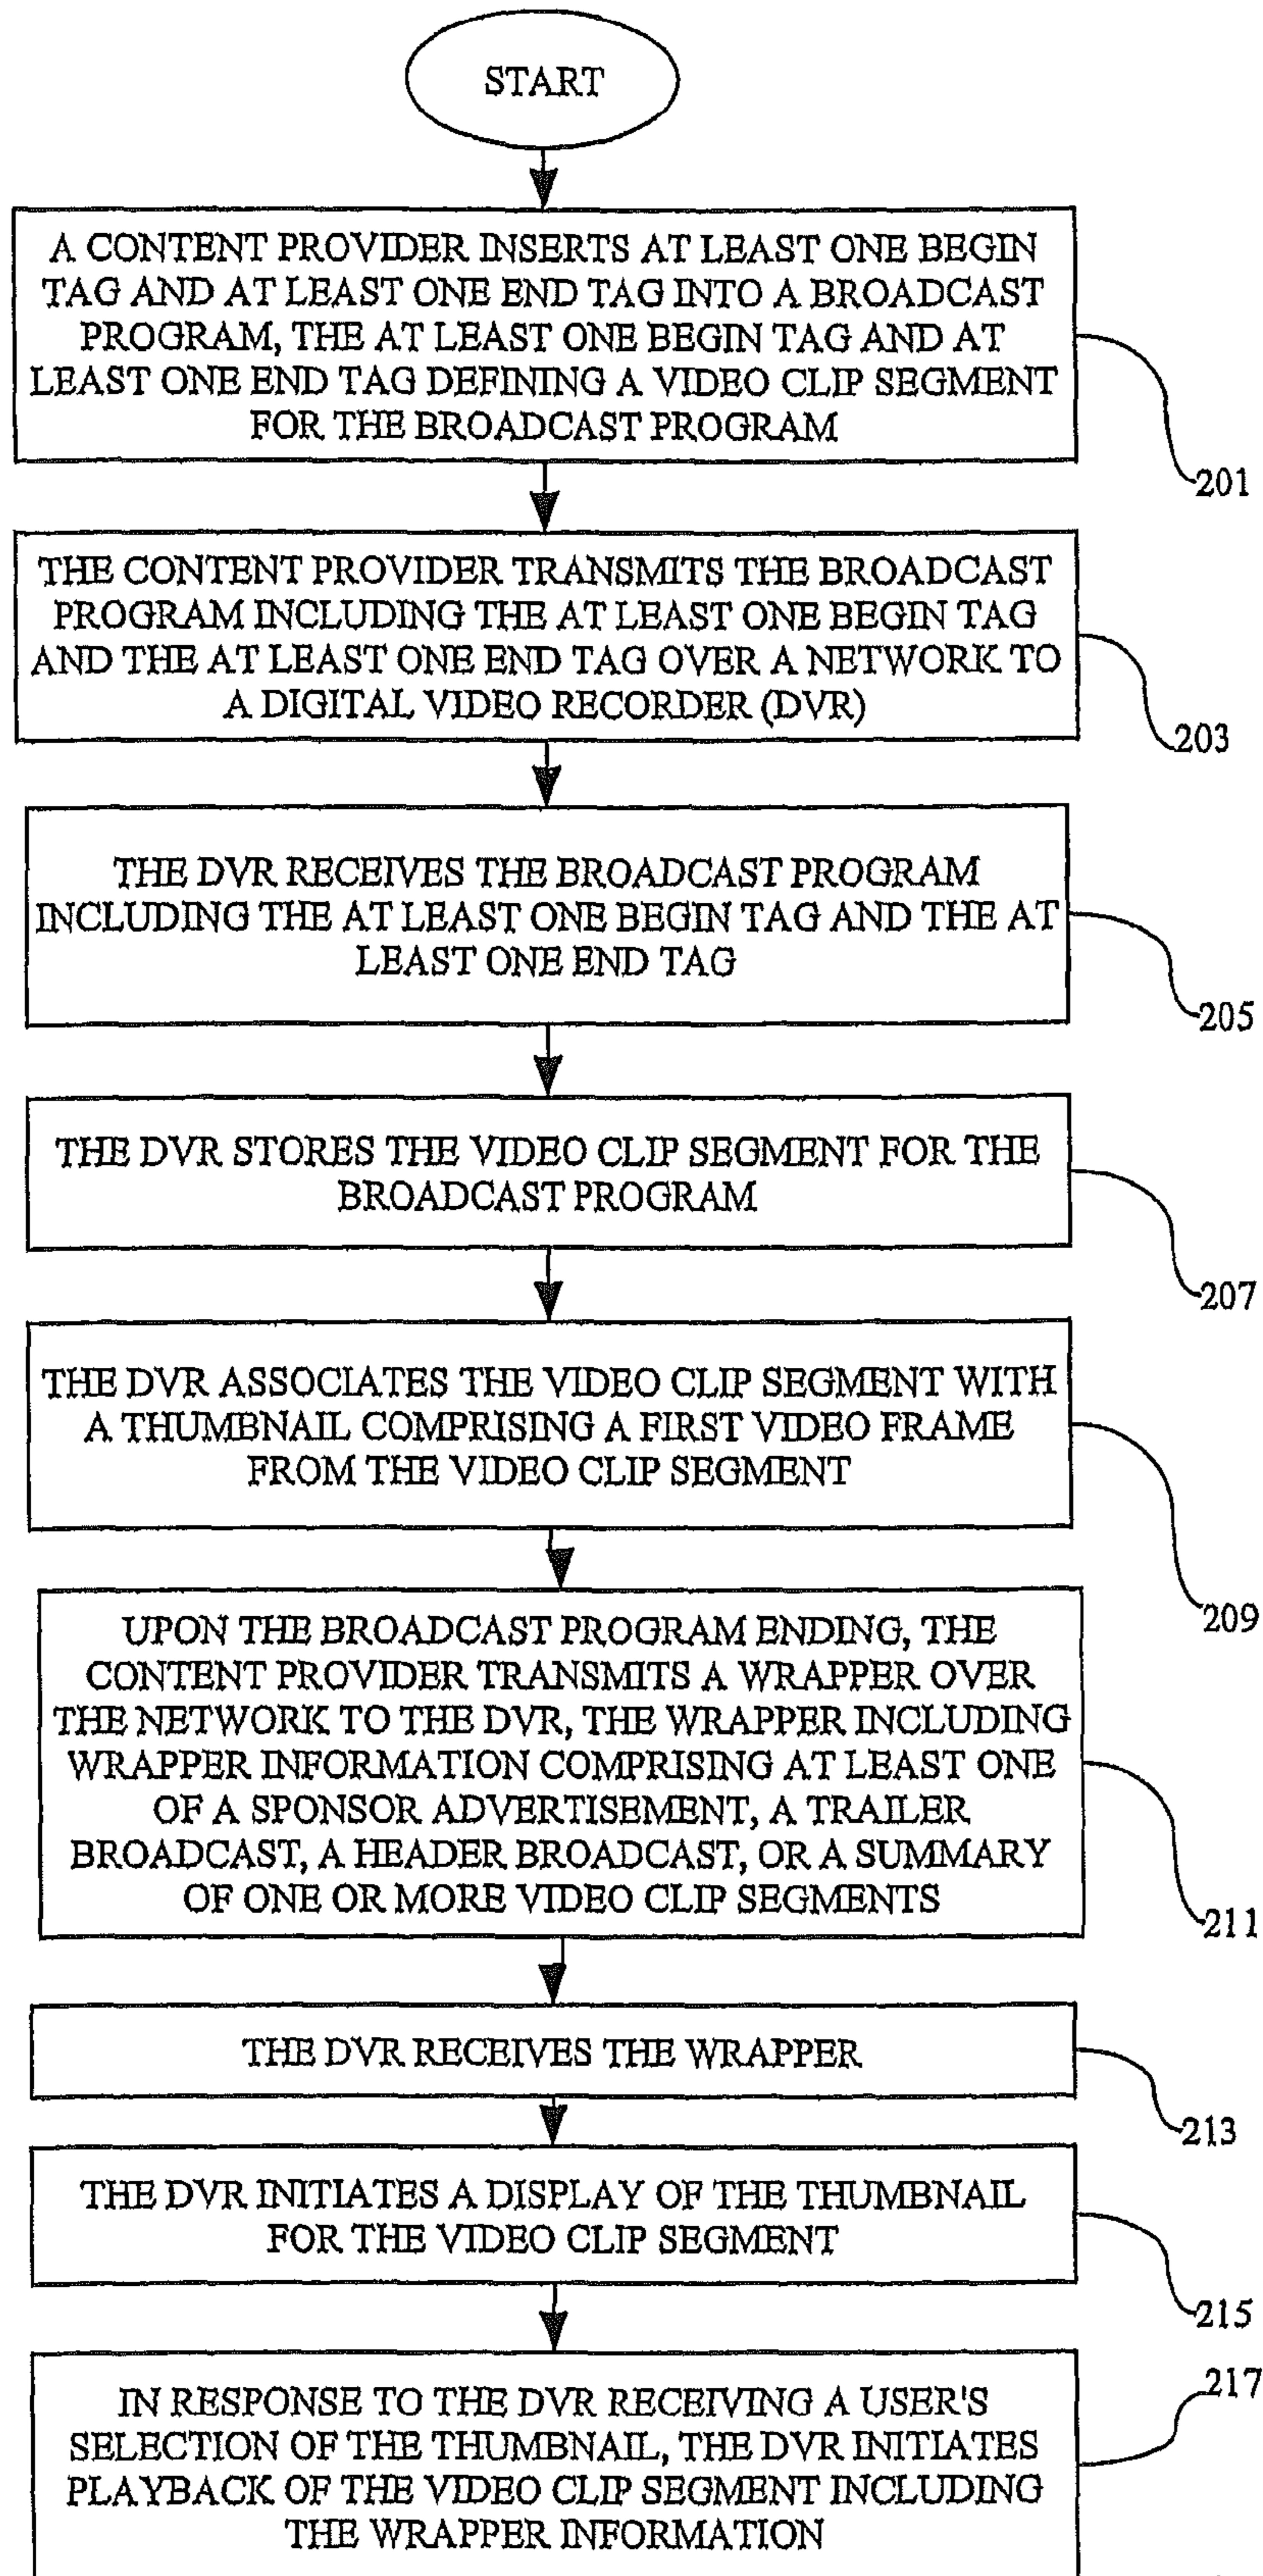 START
A CONTENT PROVIDER INSERTS AT LEAST ONE BEGIN
TAG AND AT LEAST ONE END TAG INTO A BROADCAST
PROGRAM, THE AT LEAST ONE BEGIN TAG AND AT
LEAST ONE END TAG DEFINING A VIDEO CLIP SEGMENT
FOR THE BROADCAST PROGRAM
201
THE CONTENT PROVIDER TRANSMITS THE BROADCAST
PROGRAM INCLUDING THE AT LEAST ONE BEGIN TAG
AND THE AT LEAST ONE END TAG OVER A NETWORK TO
A DIGITAL VIDEO RECORDER (DVR)
203
THE DVR RECEIVES THE BROADCAST PROGRAM
INCLUDING THE AT LEAST ONE BEGIN TAG AND THE AT
LEAST ONE END TAG
205
THE DVR STORES THE VIDEO CLIP SEGMENT FOR THE
BROADCAST PROGRAM
207
THE DVR ASSOCIATES THE VIDEO CLIP SEGMENT WITH
A THUMBNAIL COMPRISING A FIRST VIDEO FRAME
FROM THE VIDEO CLIP SEGMENT
209
UPON THE BROADCAST PROGRAM ENDING, THE
CONTENT PROVIDER TRANSMITS A WRAPPER OVER
THE NETWORK TO THE DVR, THE WRAPPER INCLUDING
WRAPPER INFORMATION COMPRISING AT LEAST ONE
OF A SPONSOR ADVERTISEMENT, A TRAILER
BROADCAST, A HEADER BROADCAST, OR A SUMMARY
OF ONE OR MORE VIDEO CLIP SEGMENTS
211
THE DVR RECEIVES THE WRAPPER
213
THE DVR INITIATES A DISPLAY OF THE THUMBNAIL
FOR THE VIDEO CLIP SEGMENT
215
217
IN RESPONSE TO THE DVR RECEIVING A USER'S
SELECTION OF THE THUMBNAIL, THE DVR INITIATES
PLAYBACK OF THE VIDEO CLIP SEGMENT INCLUDING
THE WRAPPER INFORMATION